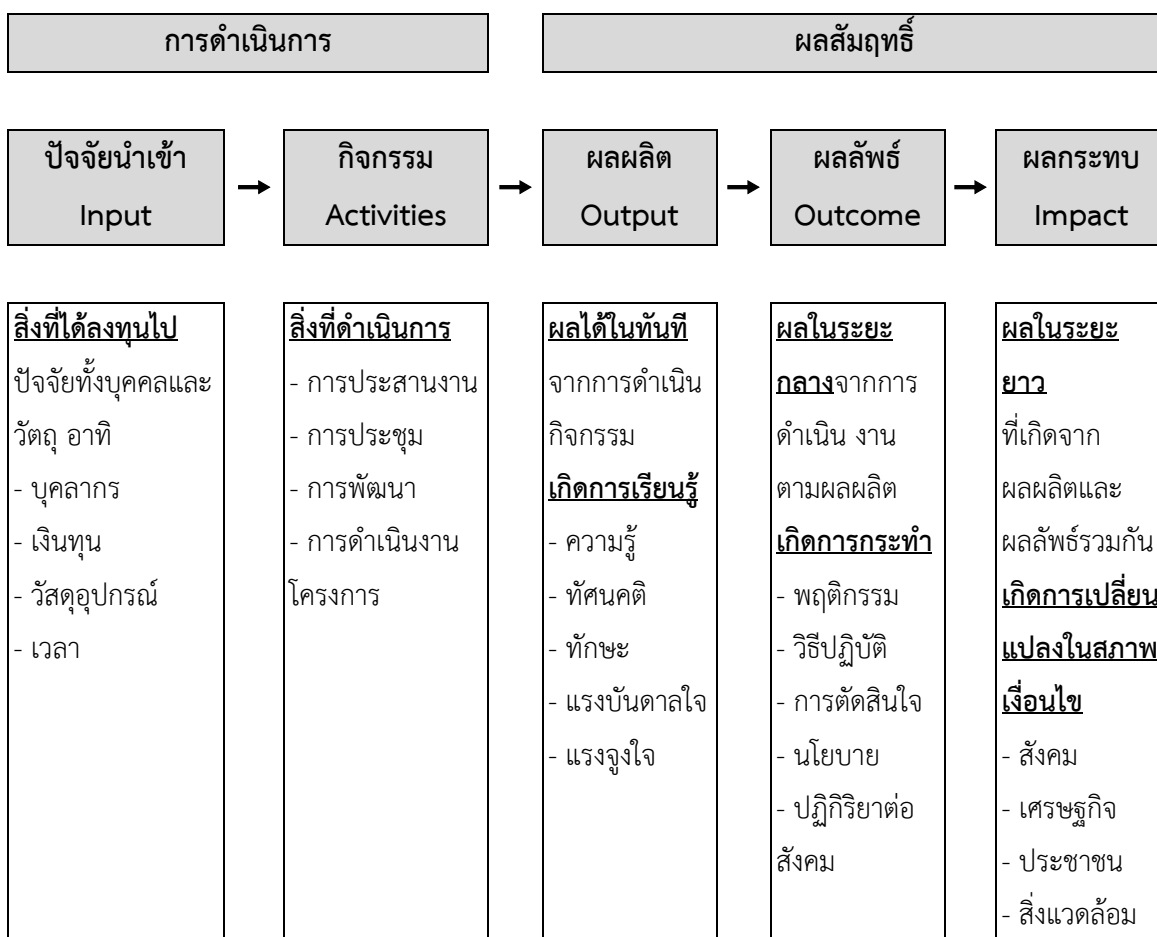 การดำเนินการ
ผลสัมฤทธิ์
ปัจจัยนำเข้า
Input
กิจกรรม
Activities
ผลผลิต
Output
ผลลัพธ์
Outcome
ผลกระทบ
Impact
สิ่งที่ได้ลงทุนไป
ปัจจัยทั้งบุคคลและ
วัตถุ อาทิ
- บุคลากร
- เงินทุน
- วัสดุอุปกรณ์
- เวลา
สิ่งที่ดำเนินการ
- การประสานงาน
- การประชุม
- การพัฒนา
- การดำเนินงาน
โครงการ
ผลได้ในทันที
จากการดำเนิน
กิจกรรม
เกิดการเรียนรู้
- ความรู้
- ทัศนคติ
- ทักษะ
- แรงบันดาลใจ
- แรงจูงใจ
ผลในระยะ
กลางจากการ
ดำเนิน งาน
ตามผลผลิต
เกิดการกระทำ
- พฤติกรรม
- วิธีปฏิบัติ
- การตัดสินใจ
- นโยบาย
- ปฏิกิริยาต่อ
สังคม
ผลในระยะ
ยาว
ที่เกิดจาก
ผลผลิตและ
ผลลัพธ์รวมกัน
เกิดการเปลี่ยน
แปลงในสภาพ
เงื่อนไข
- สังคม
- เศรษฐกิจ
- ประชาชน
- สิ่งแวดล้อม